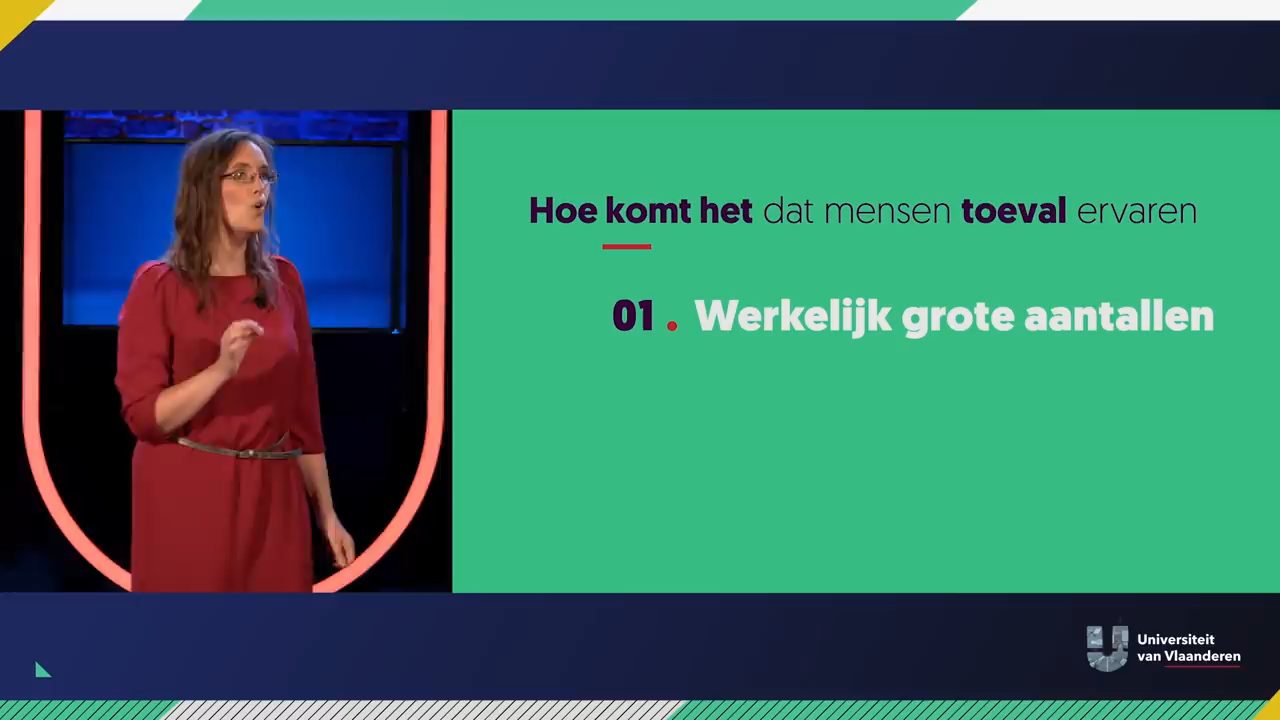 Hoe komt het dat mensen toeval ervaren
01. Werkelijk grote aantallen
Universiteit
van Vlaanderen